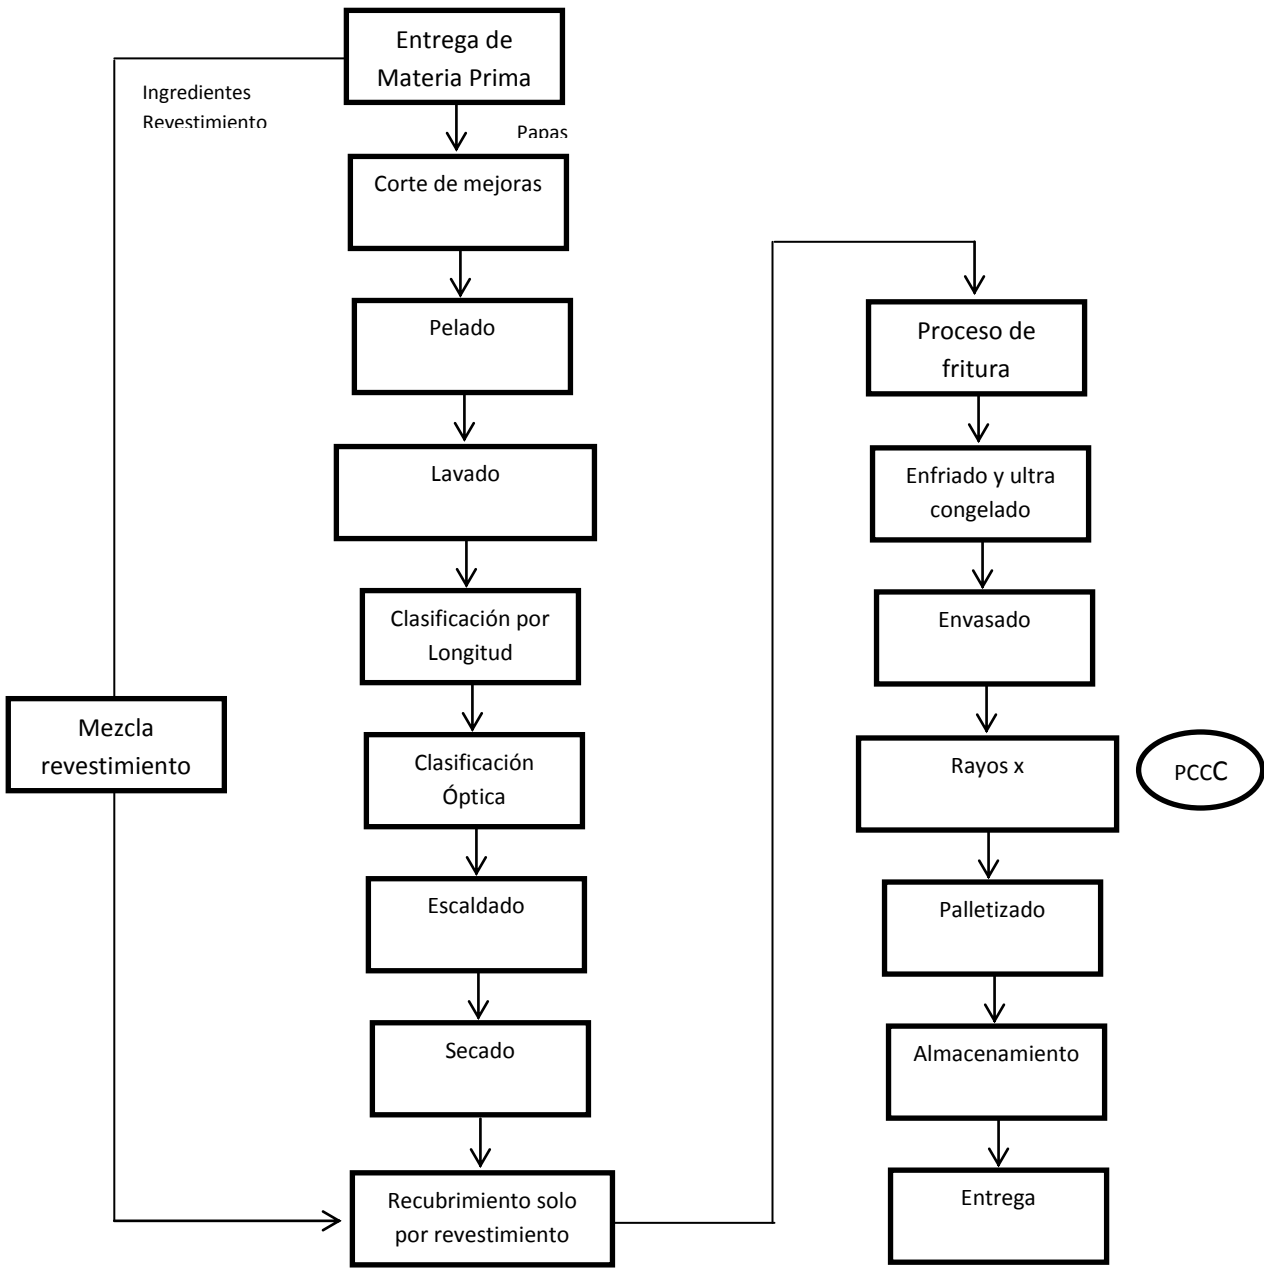 Entrega de
Materia Prima
Ingredientes
Revestimiento
Papas
Corte de mejoras
Pelado
Lavado
Clasificación por
Longitud
Mezcla
revestimiento
Clasificación
Óptica
Escaldado
Secado
Recubrimiento solo
por revestimiento
Proceso de
fritura
Enfriado y ultra
congelado
Envasado
Rayos x
PCCC
Palletizado
Almacenamiento
Entrega